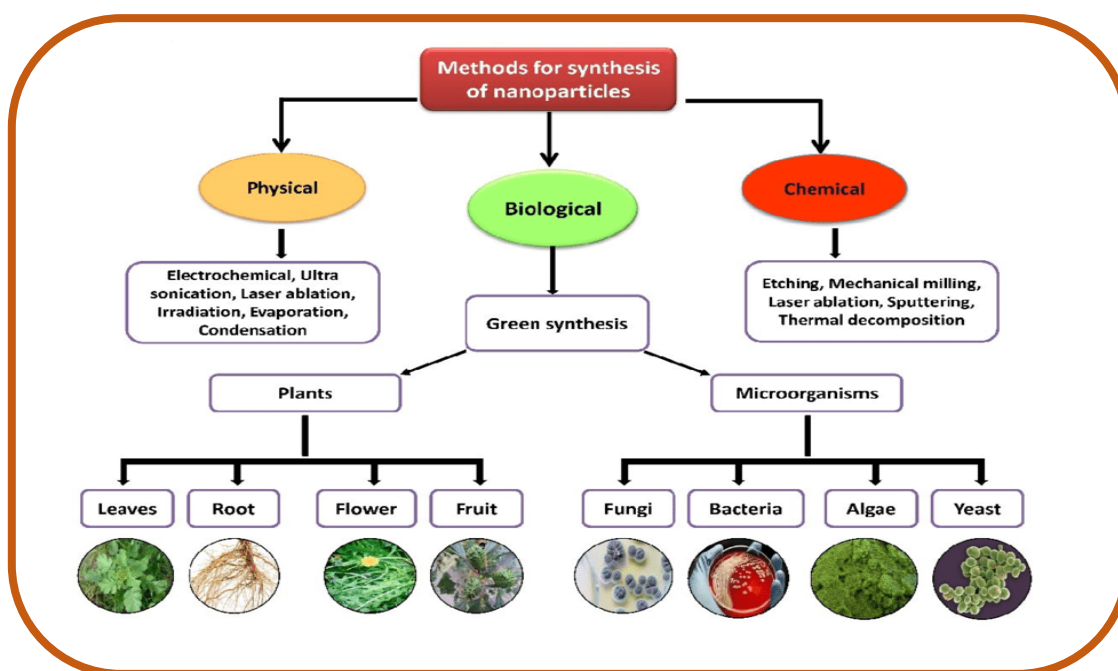 Methods for synthesis
of nanoparticles
Physical
Biological
Chemical
Electrochemical, Ultra
sonication, Laser ablation,
Irradiation, Evaporation,
Condensation
Green synthesis
Etching, Mechanical milling,
Laser ablation, Sputtering,
Thermal decomposition
Plants
Microorganisms
Leaves
Root
Flower
Fruit
Fungi
Bacteria
Algae
Yeast